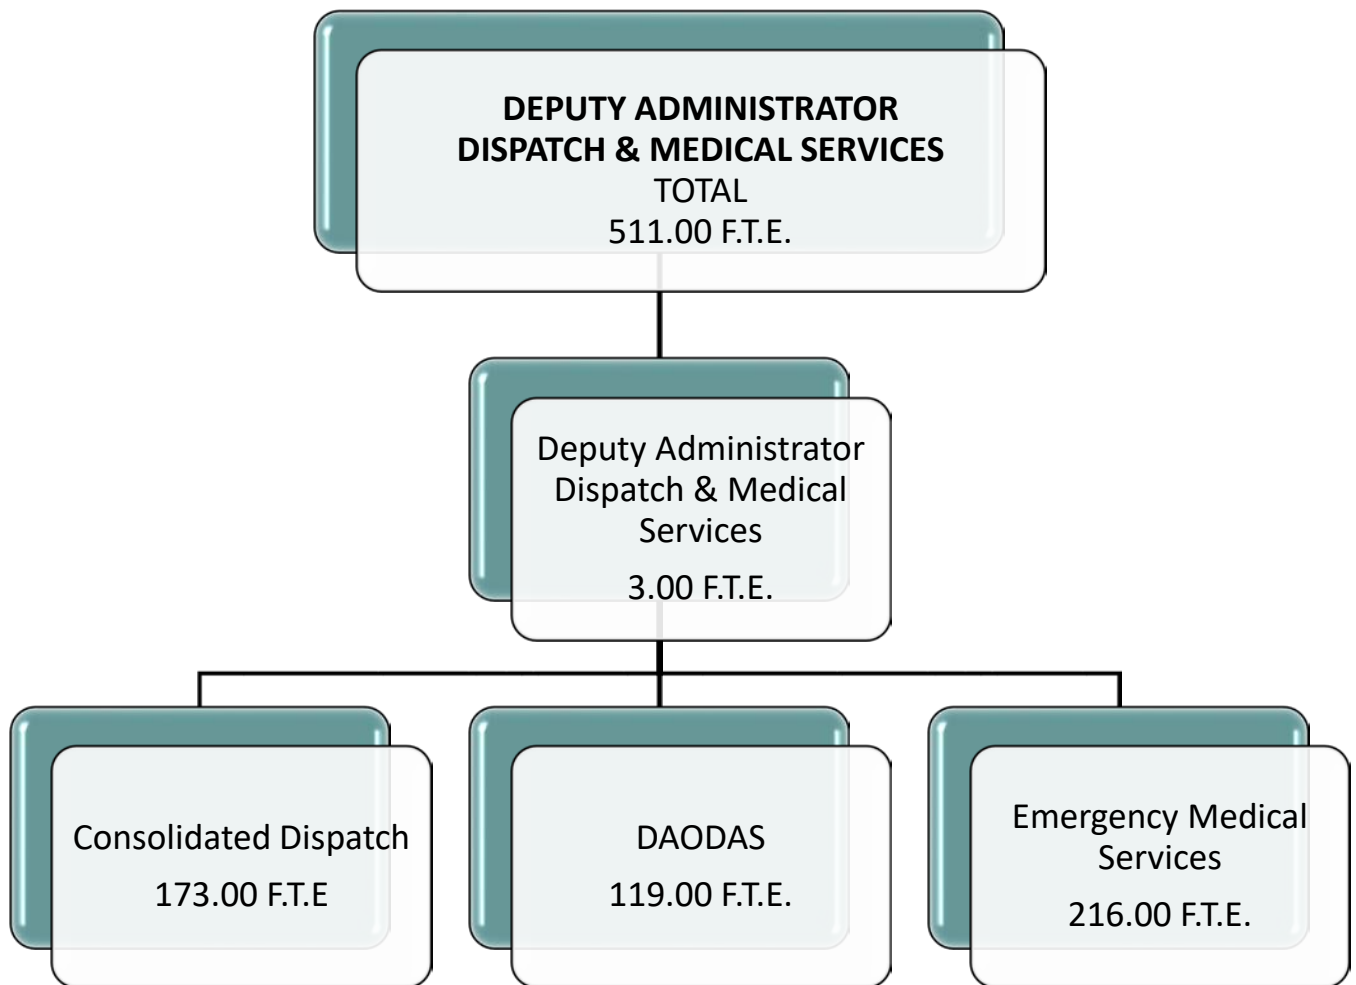 DEPUTY ADMINISTRATOR
DISPATCH & MEDICAL SERVICES
TOTAL
511.00 F.T.E.
Deputy Administrator
Dispatch & Medical
Services
3.00 F.T.E.
Consolidated Dispatch
173.00 F.T.E
DAODAS
119.00 F.T.E.
Emergency Medical
Services
216.00 F.T.E.